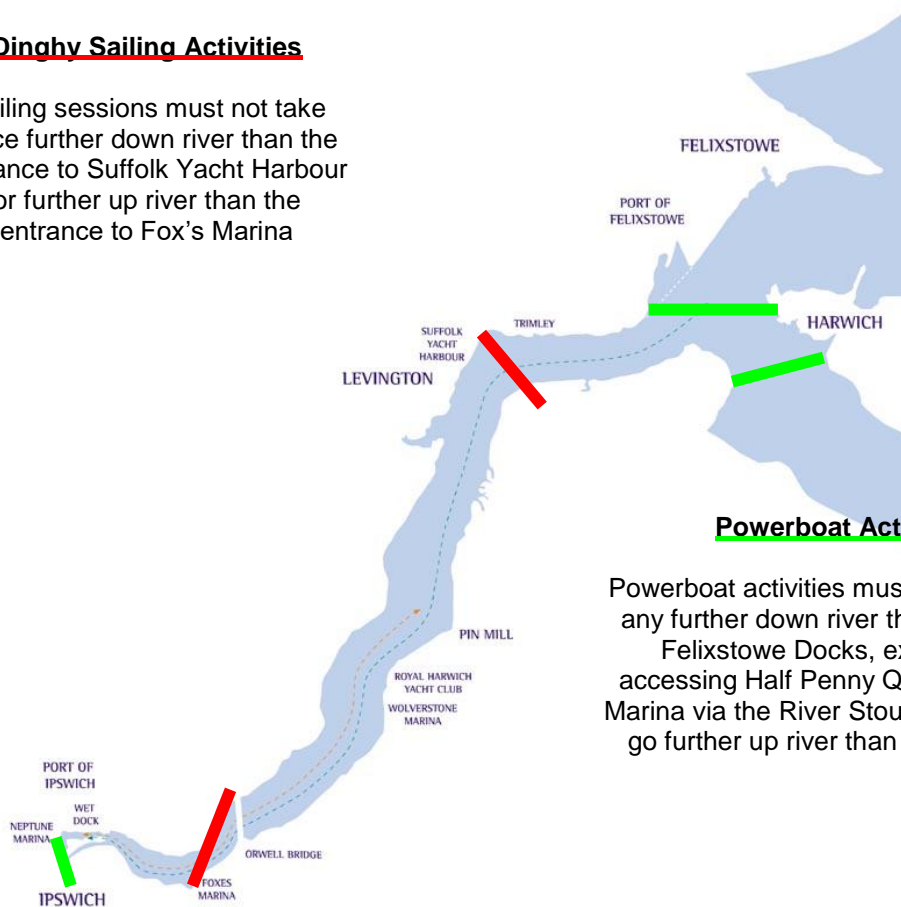 Dinghy Sailing Activities
iling sessions must not take
ce further down river than the
ance to Suffolk Yacht Harbour
or further up river than the
entrance to Fox's Marina
FELIXSTOWE
PORT OF
FELIXSTOWE
HARWICH
TRIMLEY
SUFFOLK
YACHT
HARBOUR
LEVINGTON
Powerboat Act
Powerboat activities mus
any further down river th
Felixstowe Docks, ex
accessing Half Penny Q
Marina via the River Stou
go further up river than
PIN MILL
ROYAL HARWICH
YACHT CLUB
WOLVERSTONE
MARINA
PORT OF
IPSWICH
WET
DOCK
NEPTUNE
MARINA
ORWELL BRIDGE
FOXES
MARINA
IPSWICH